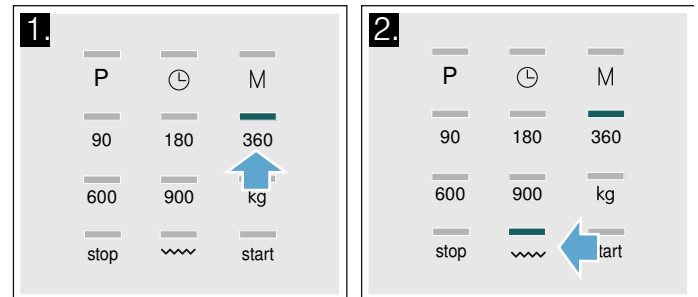 1.
P M
90 180 360
600 900 kg
stop start
2.
P M
90 180 360
600 900 kg
stop tart